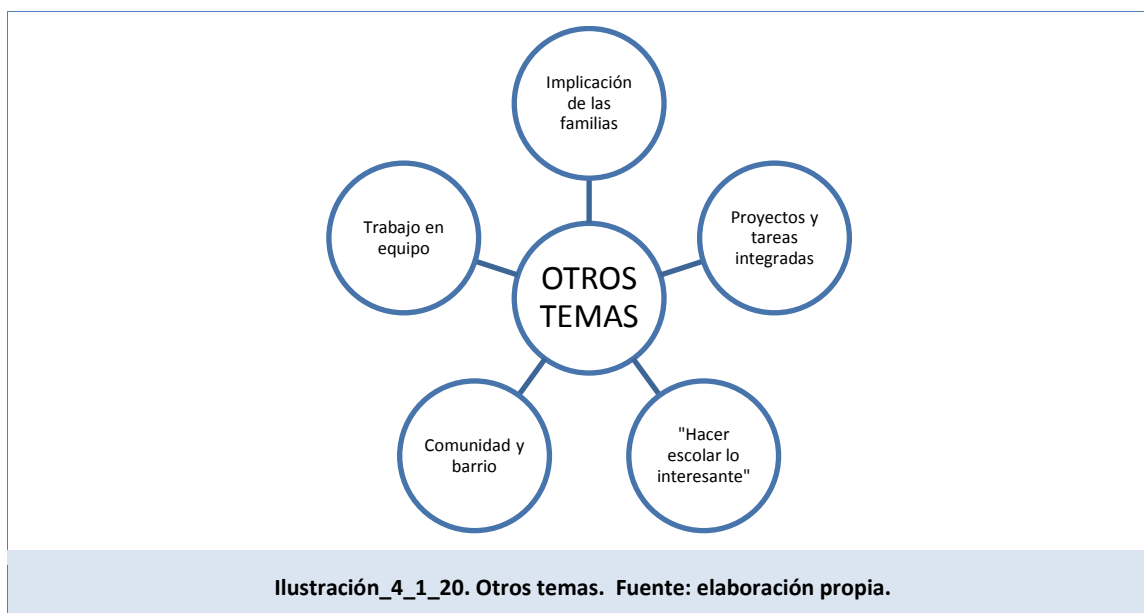 Implicación
de las
familias
Trabajo en
equipo
Proyectos y
tareas
integradas
OTROS
TEMAS
Comunidad y
barrio
"Hacer
escolar lo
interesante"
Ilustración_4_1_20. Otros temas.  Fuente: elaboración propia.